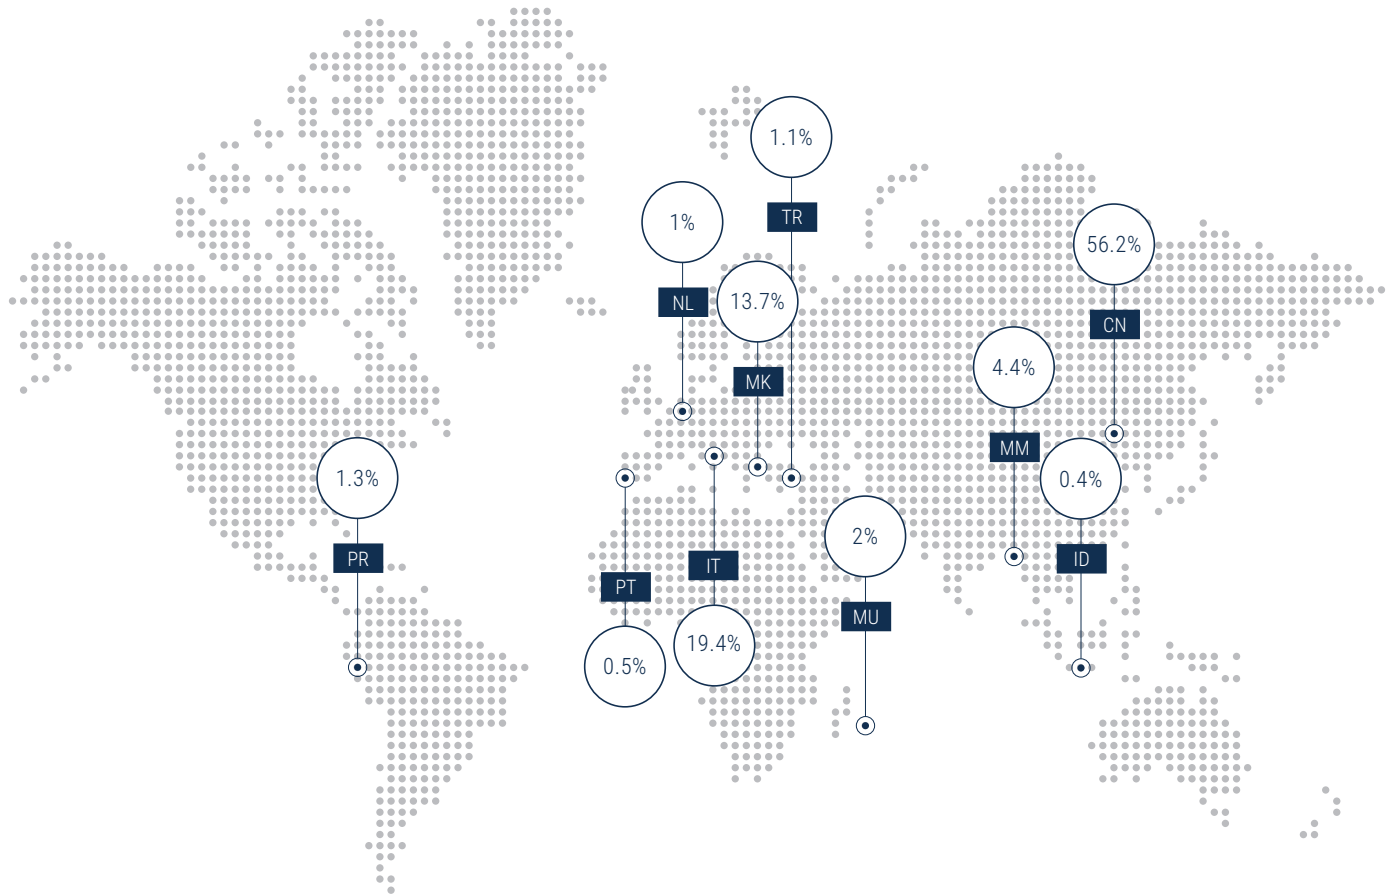 1.1%
TR
1%
NL
56.2%
CN
13.7%
MK
4.4%
MM
1.3%
PR
0.4%
ID
2%
MU
PT
0.5%
IT
19.4%